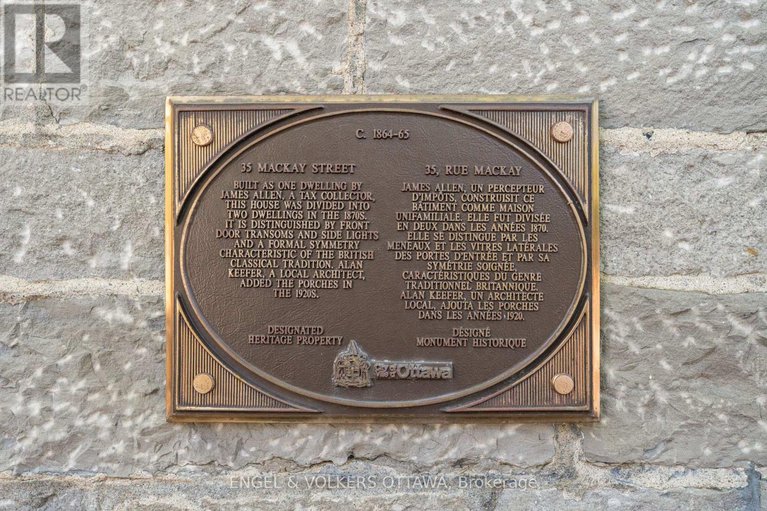 REALTOR®
C. 1864-65
35 MACKAY STREET
BUILT AS ONE DWELLING BY
JAMES ALLEN, A TAX COLLECTOR,
THIS HOUSE WAS DIVIDED INTO
TWO DWELLINGS IN THE 1870S.
IT IS DISTINGUISHED BY FRONT
DOOR TRANSOMS AND SIDE LIGHTS
AND A FORMAL SYMMETRY
CHARACTERISTIC OF THE BRITISH
CLASSICAL TRADITION. ALAN
KEEFER, A LOCAL ARCHITECT,
ADDED THE PORCHES IN
THE 1920S.
DESIGNATED
HERITAGE PROPERTY
35, RUE MACKAY
JAMES ALLEN, UN PERCEPTEUR
D'IMPÔTS, CONSTRUISIT CE
BÂTIMENT COMME MAISON
UNIFAMILIALE. ELLE FUT DIVISÉE
EN DEUX DANS LES ANNÉES 1870.
ELLE SE DISTINGUE PAR LES
MENEAUX ET LES VITRES LATÉRALES
DES PORTES D'ENTRÉE ET PAR SA
SYMÉTRIE SOIGNÉE,
CARACTÉRISTIQUES DU GENRE
TRADITIONNEL BRITANNIQUE.
ALAN KEEFER, UN ARCHITECTE
LOCAL, AJOUTA LES PORCHES
DANS LES ANNÉES 1920.
DÉSIGNÉ
MONUMENT HISTORIQUE
Ottawa
ENGEL & VOLKERS OTTAWA, Brokerage